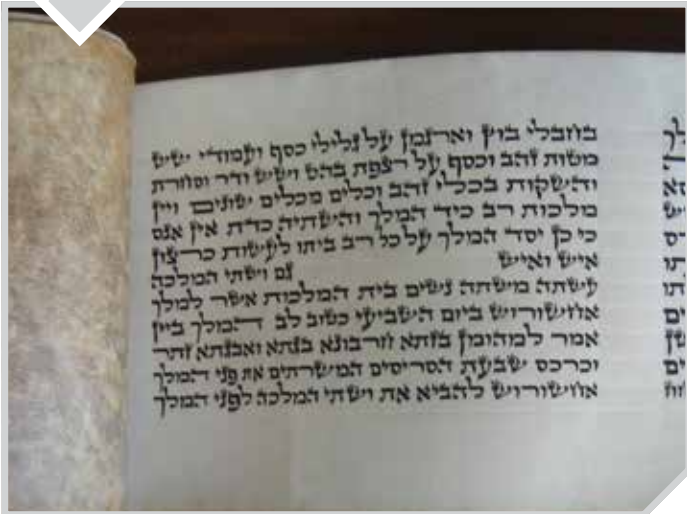 בחבלי בוץ וארגמן על גלילי כסף ועמודי שש
מטות זהב וכסף על רצפת בהט ושש ודר וסחרת
והשקות בכלי זהב וכלים מכלים שונים ויין
מלכות רב כיד המלך והשתיה כדת אין אנס
כי כן יסד המלך על כל רב ביתו לעשות כרצון
איש ואיש גם ושתי המלכה
עשתה משתה נשים בית המלכות אשר למלך
אחשורוש ביום השביעי כטוב לב המלך ביין
אמר למהומן בזתא חרבונא בגתא ואבגתא זתר
וכרכס שבעת הסריסים המשרתים את פני המלך
אחשורוש להביא את ושתי המלכה לפני המלך